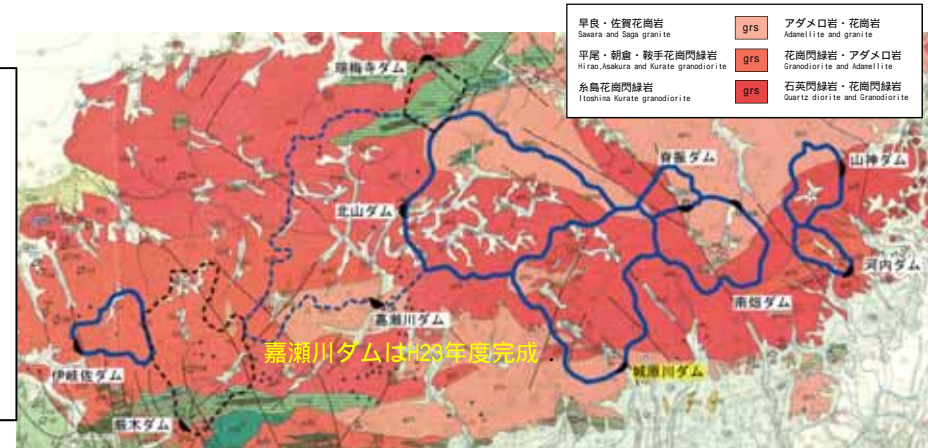 早良・佐賀花崗岩
Sawara and Saga granite
grs
アダメロ岩・花崗岩
Adamellite and granite
平尾・朝倉・鞍手花崗閃緑岩
Hirao,Asakura and Kurate granodiorite
grs
花崗閃緑岩・アダメロ岩
Granodiorite and Adamellite
糸島花崗閃緑岩
Itoshima Kurate granodiorite
grs
石英閃緑岩・花崗閃緑岩
Quartz diorite and Granodiorite
瑞梅寺ダム
脊振ダム
山神ダム
北山ダム
河内ダム
南畑ダム
嘉瀬川ダム
嘉瀬川ダムはH23年度完成.
城原川ダム
伊岐佐ダム
厳木ダム